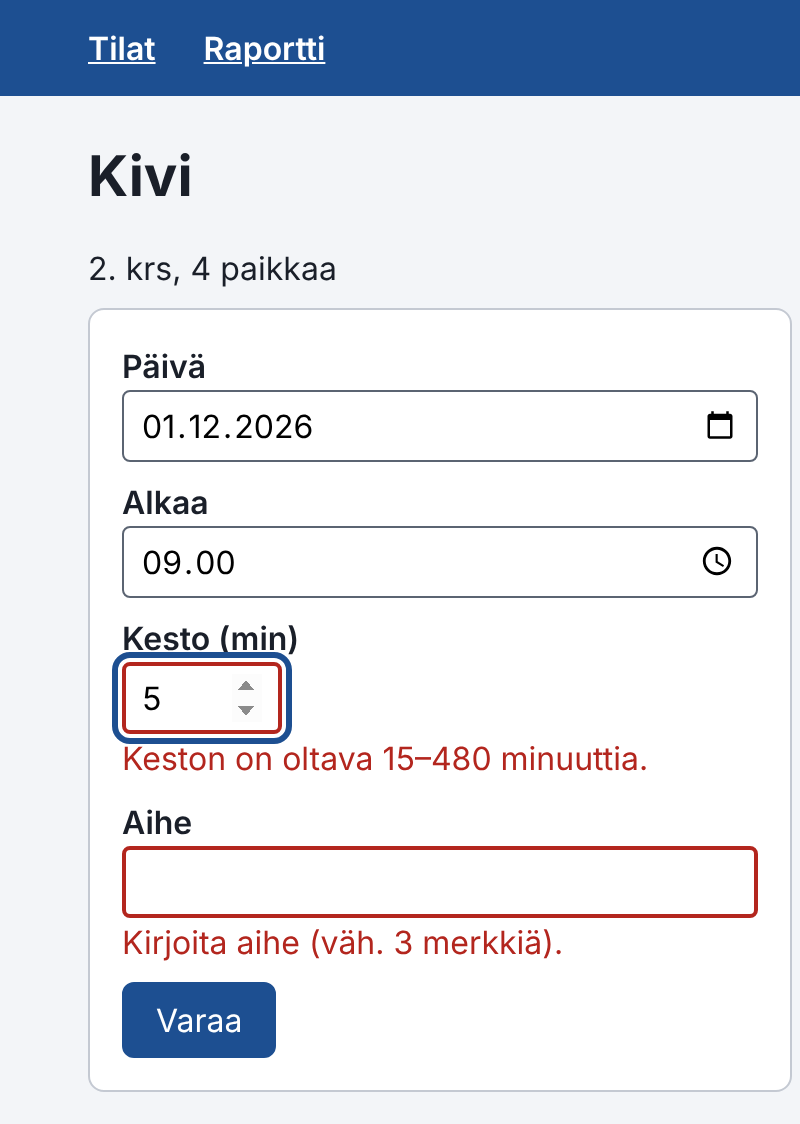 Tilat Raportti
Kivi
2. krs, 4 paikkaa
Päivä
01.12.2026
Alkaa
09.00
Kesto (min)
5
Keston on oltava 15–480 minuuttia.
Aihe
Kirjoita aihe (väh. 3 merkkiä).
Varaa